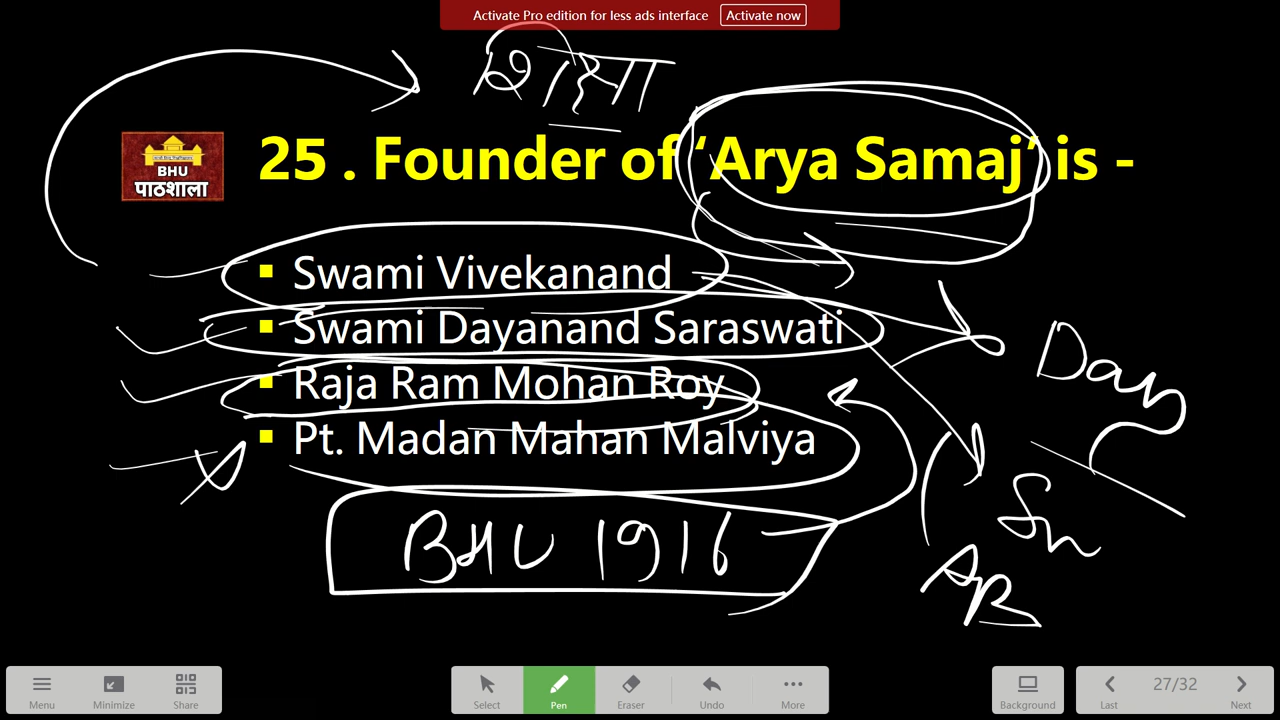 Activate Pro edition for less ads interface Activate now
शिक्षा
BHU
पाठशाला
25 . Founder of ‘Arya Samaj’ is -
Swami Vivekanand
Swami Dayanand Saraswati
Raja Ram Mohan Roy
Pt. Madan Mahan Malviya
BHU 1916
Menu Minimize Share Select Pen Eraser Undo More Background Last 27/32 Next